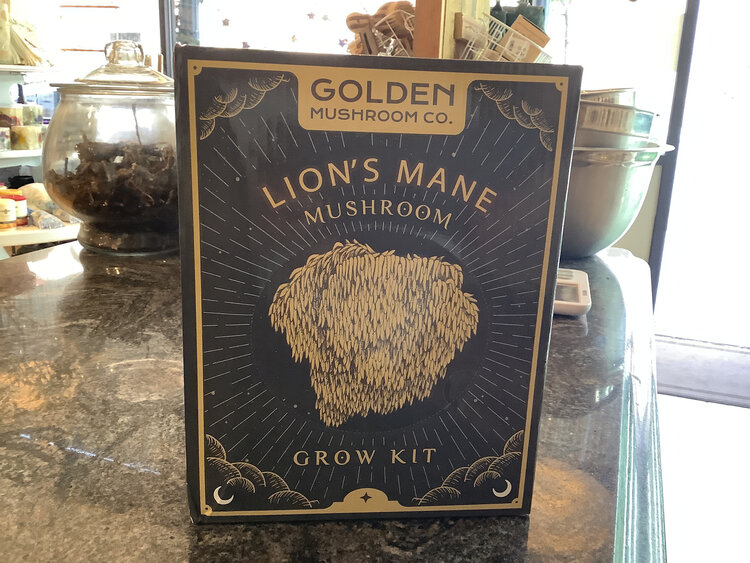 GOLDEN
MUSHROOM CO.
LION'S MANE
MUSHROOM
GROW KIT